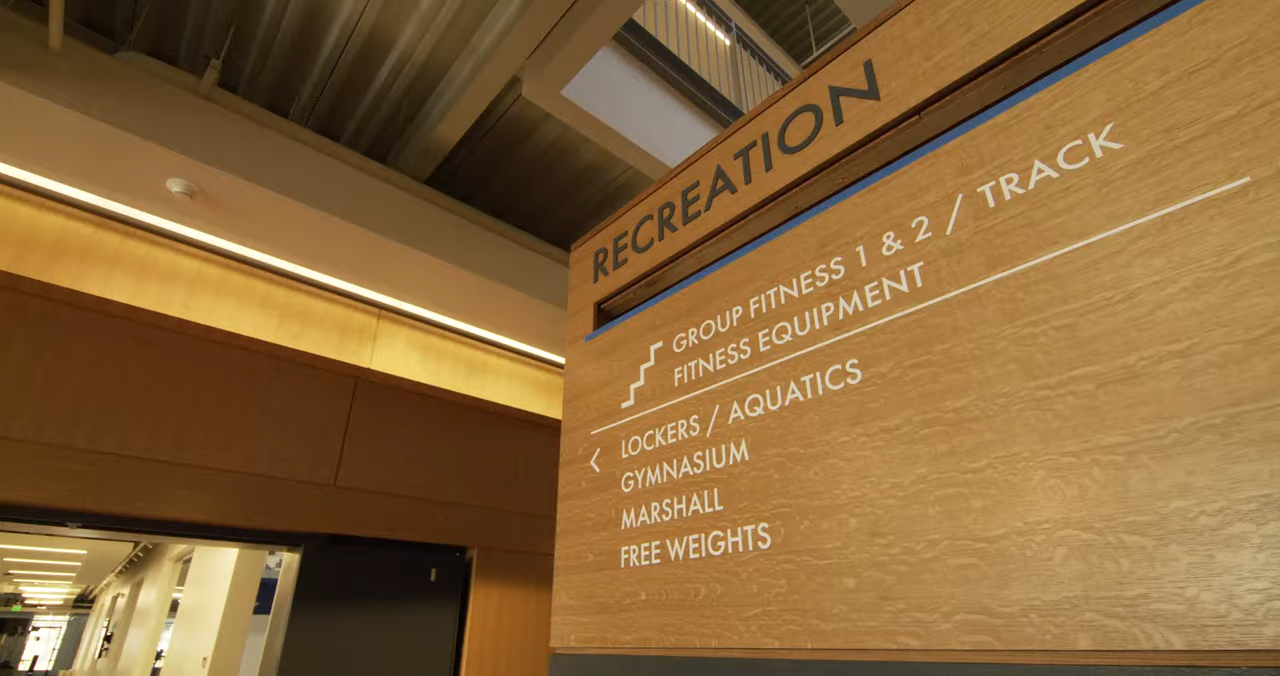 RECREATION
GROUP FITNESS 1 & 2 / TRACK
FITNESS EQUIPMENT
LOCKERS / AQUATICS
GYMNASIUM
MARSHALL
FREE WEIGHTS